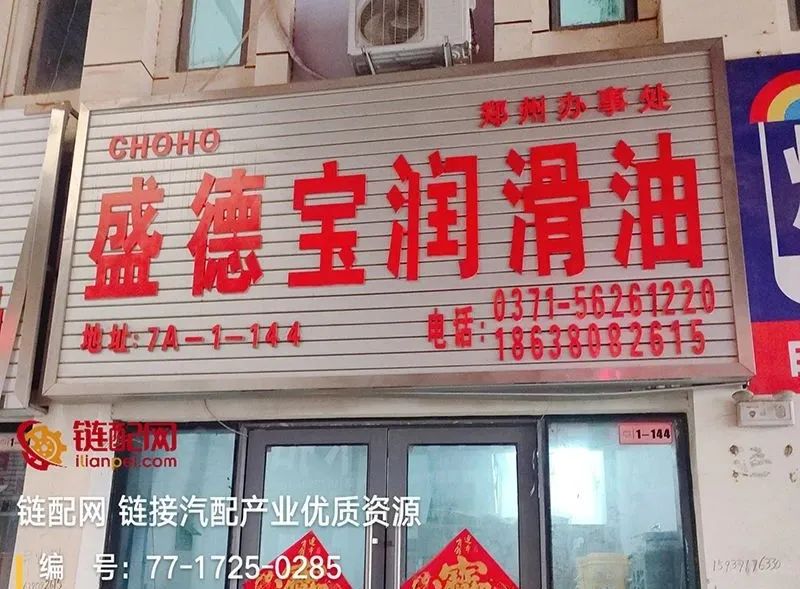 CHOHO
郑州办事处
盛德宝润滑油
地址:7A-1-144
电话:
0371-56261220
18638082615
1-144
链配网
ilianpei.com
链配网 链接汽配产业优质资源
编 号: 77-1725-0285